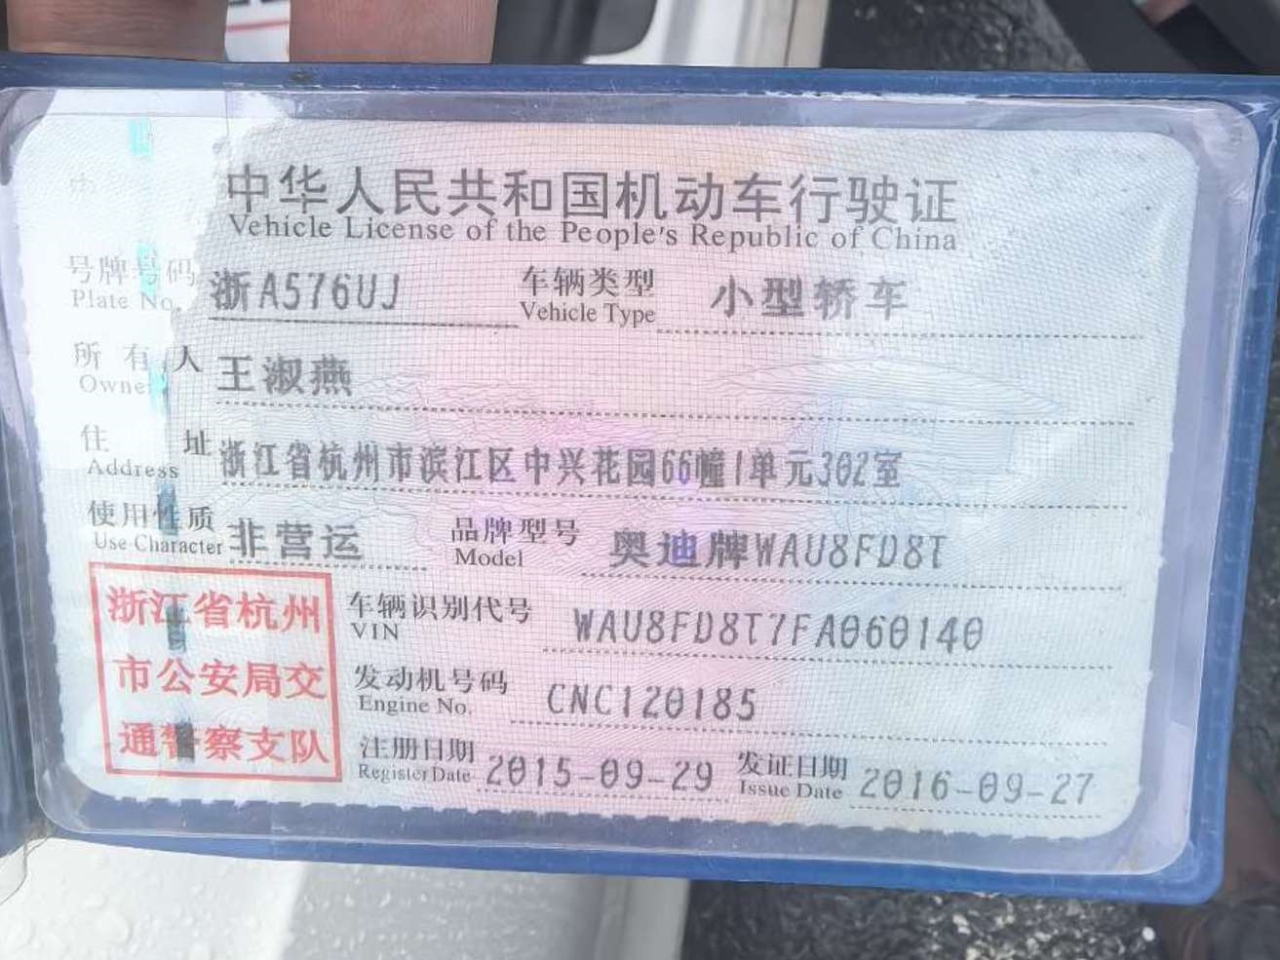 中华人民共和国机动车行驶证
Vehicle License of the People's Republic of China
号牌号码 浙A576UJ 车辆类型 小型轿车
Plate No. Vehicle Type
所有人 王淑燕
Owner
住址 浙江省杭州市滨江区中兴花园66幢1单元302室
Address
使用性质 非营运 品牌型号 奥迪牌WAU8FD8T
Use Character Model
浙江省杭州
市公安局交
通警察支队
车辆识别代号 WAU8FD8T7FA060140
VIN
发动机号码 CNC120185
Engine No.
注册日期 2015-09-29 发证日期 2016-09-27
Register Date Issue Date